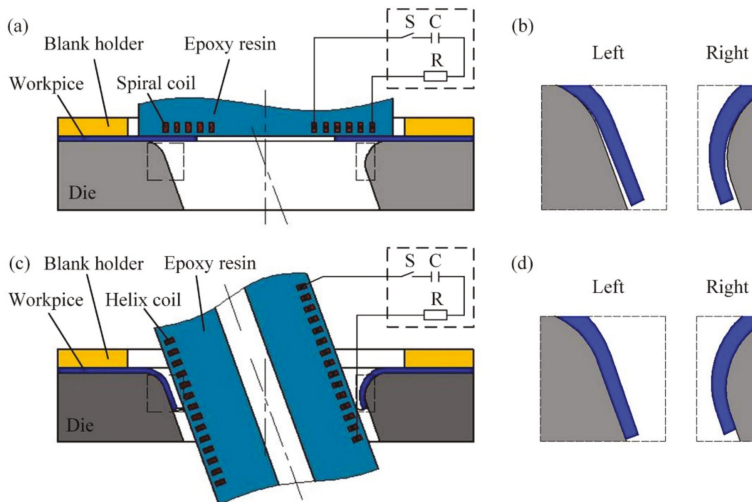 (a)
Blank holder
Epoxy resin
S
C
R
Workpice
Spiral coil
Die
(b)
Left
Right
(c)
Blank holder
Epoxy resin
S
C
R
Workpice
Helix coil
Die
(d)
Left
Right